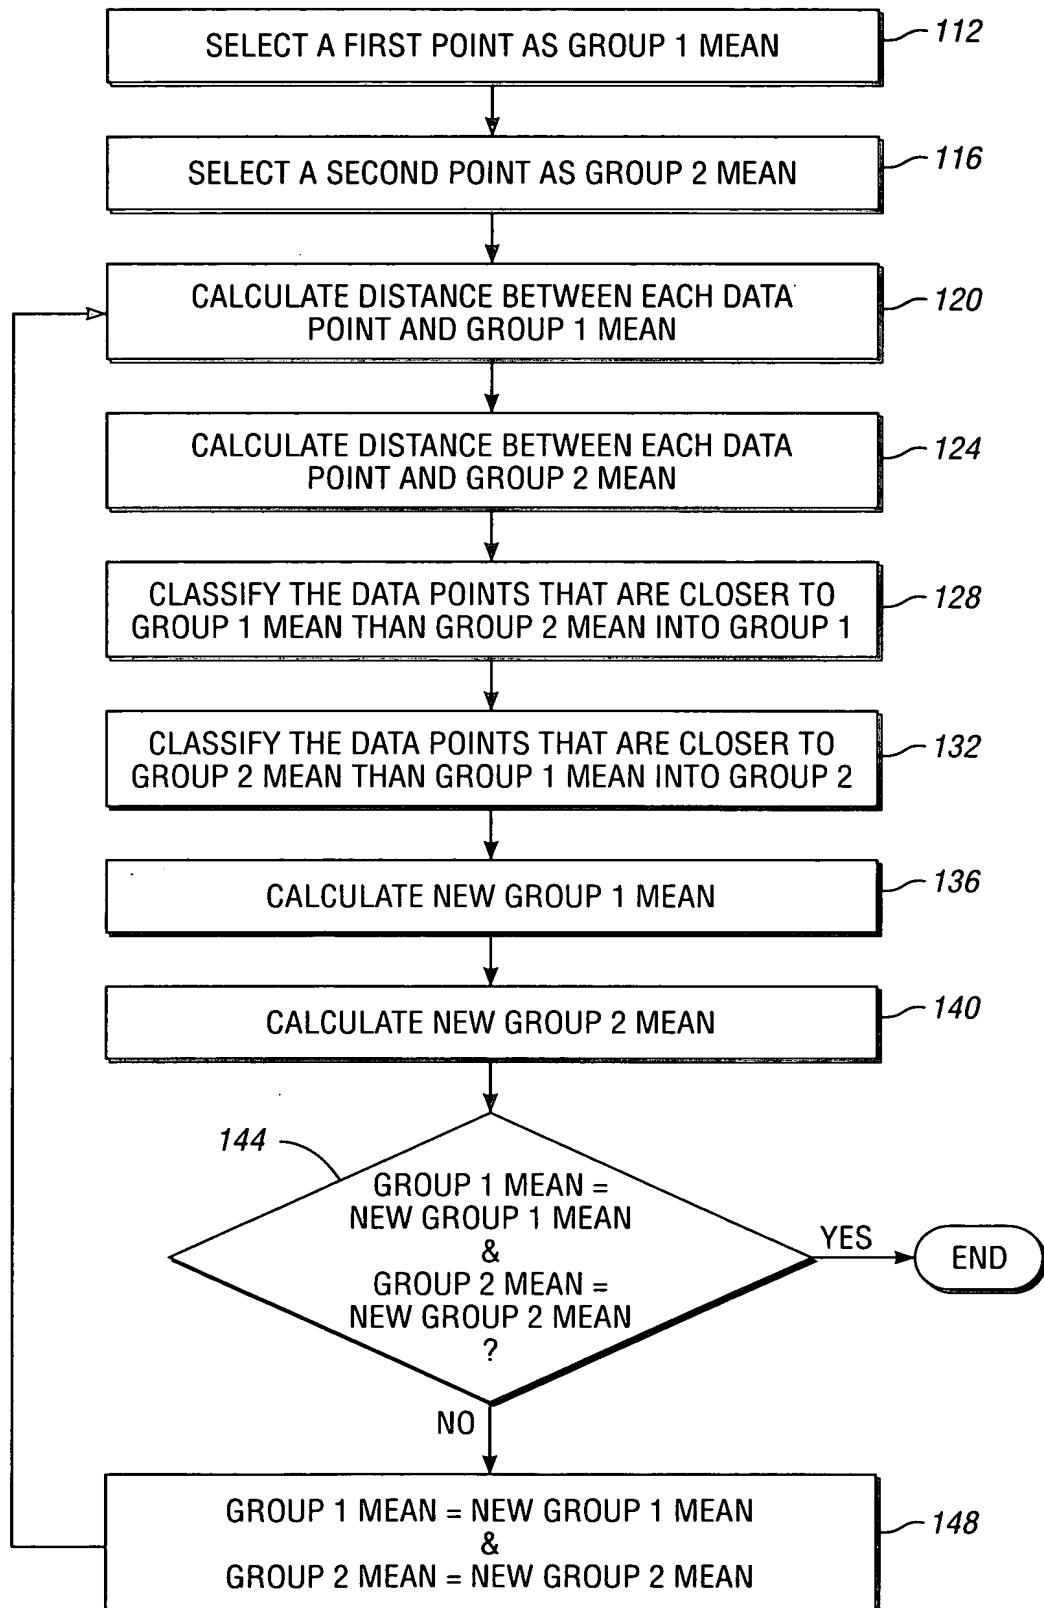 SELECT A FIRST POINT AS GROUP 1 MEAN
112
SELECT A SECOND POINT AS GROUP 2 MEAN
116
CALCULATE DISTANCE BETWEEN EACH DATA
POINT AND GROUP 1 MEAN
120
CALCULATE DISTANCE BETWEEN EACH DATA
POINT AND GROUP 2 MEAN
124
CLASSIFY THE DATA POINTS THAT ARE CLOSER TO
GROUP 1 MEAN THAN GROUP 2 MEAN INTO GROUP 1
128
CLASSIFY THE DATA POINTS THAT ARE CLOSER TO
GROUP 2 MEAN THAN GROUP 1 MEAN INTO GROUP 2
132
CALCULATE NEW GROUP 1 MEAN
136
CALCULATE NEW GROUP 2 MEAN
140
144
GROUP 1 MEAN =
NEW GROUP 1 MEAN
&
GROUP 2 MEAN =
NEW GROUP 2 MEAN
?
YES
END
NO
GROUP 1 MEAN = NEW GROUP 1 MEAN
&
GROUP 2 MEAN = NEW GROUP 2 MEAN
148